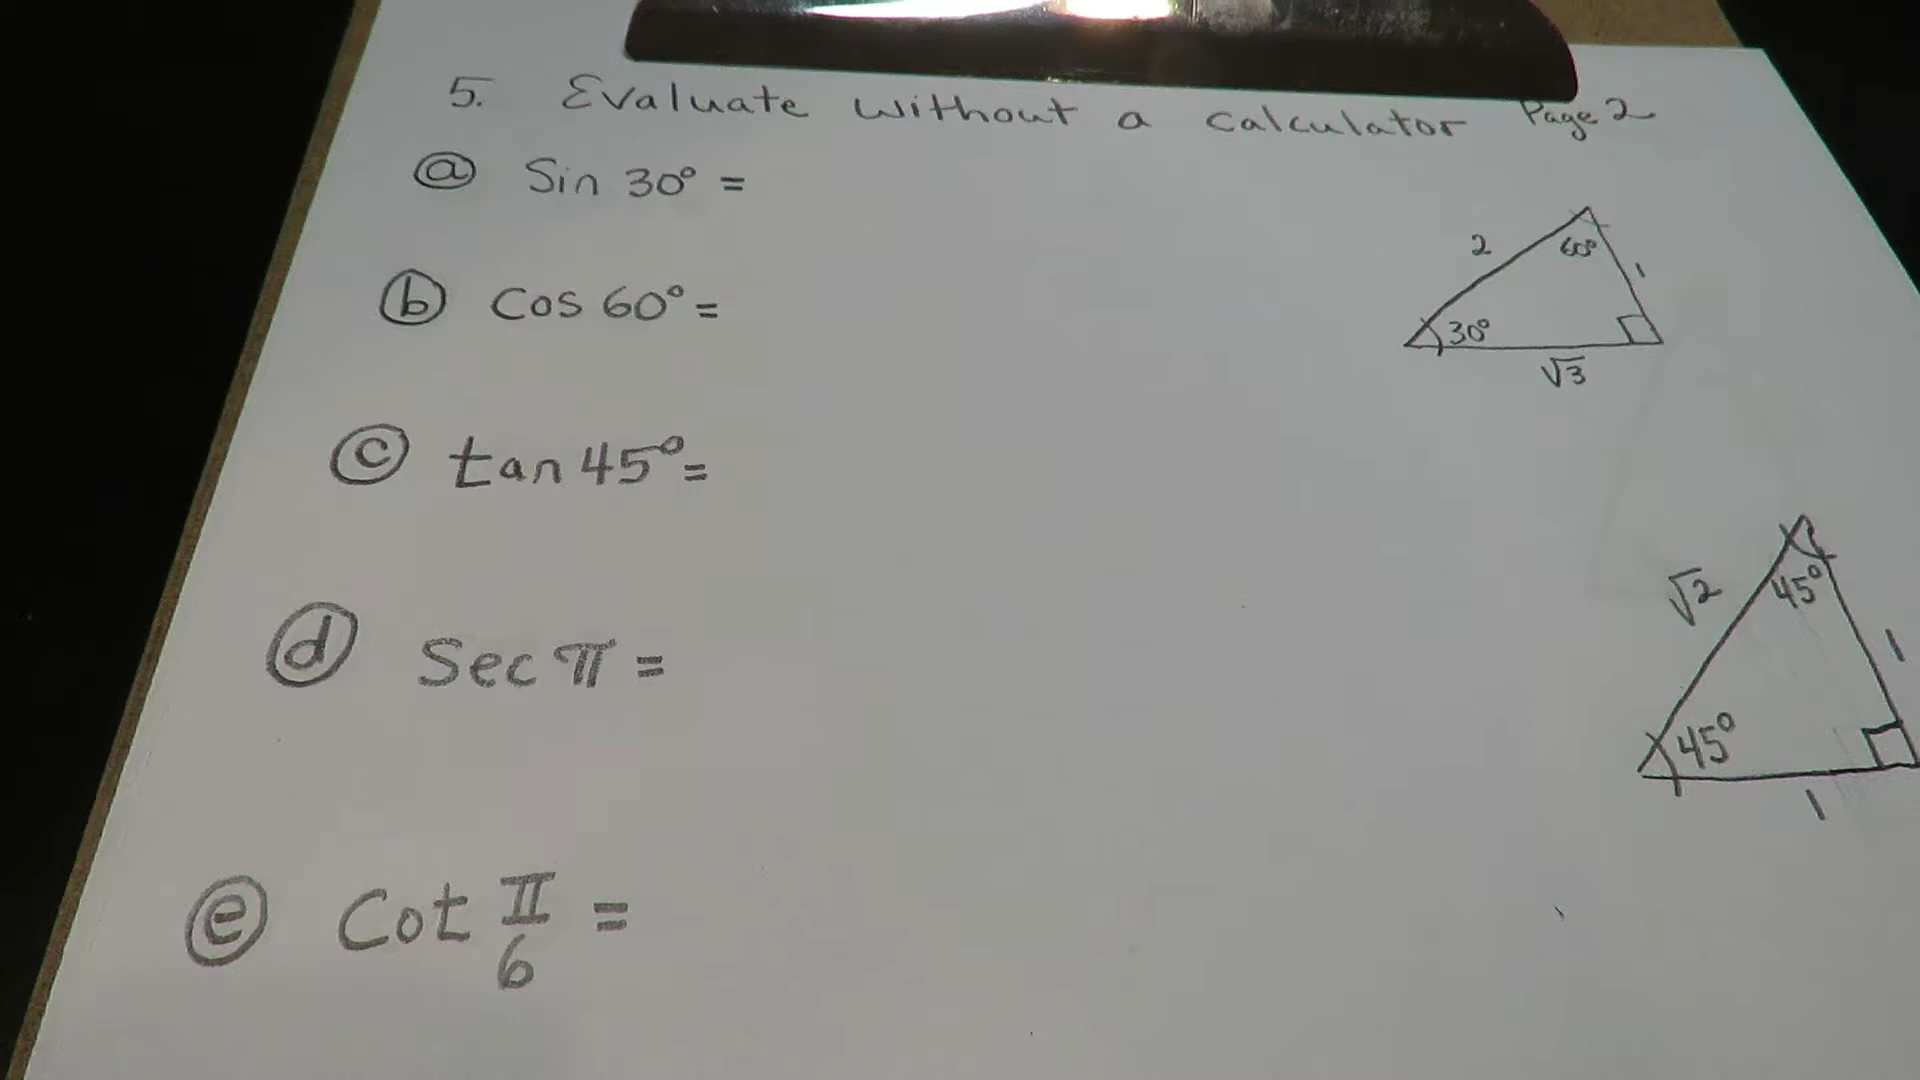 5. Evaluate without a calculator Page 2
ⓐ Sin 30° =
ⓑ Cos 60° =
ⓒ tan 45° =
ⓓ Sec π =
ⓔ Cot π/6 =
2
60°
1
30°
√3
√2
45°
1
45°
1